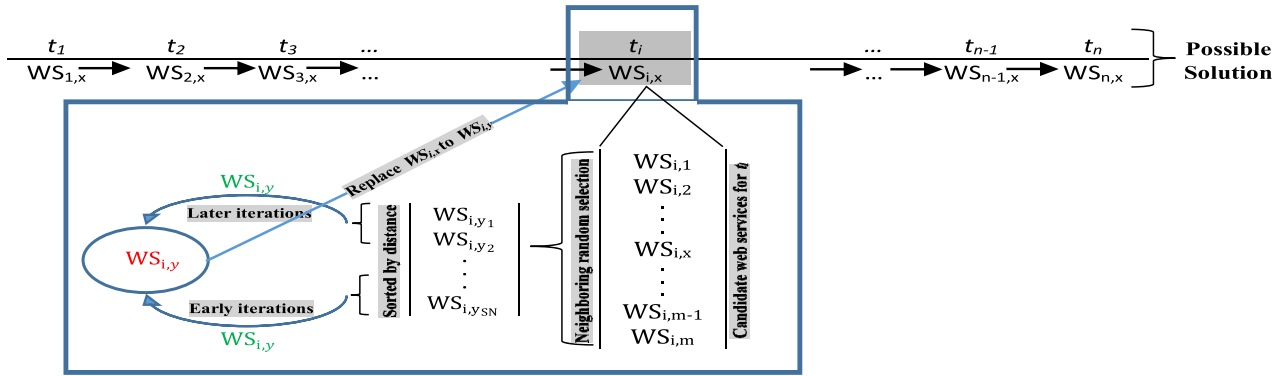 t1 t2 t3 ... ti ... tn-1 tn
WS1,x WS2,x WS3,x ... WSi,x ... WSn-1,x WSn,x
Possible
Solution
Replace WSi,x to WSi,y
WSi,y
Later iterations
WSi,y
Early iterations
WSi,y
Sorted by distance
WSi,y1
WSi,y2
WSi,ySN
Neighboring random selection
WSi,1
WSi,2
WSi,x
WSi,m-1
WSi,m
Candidate web services for ti